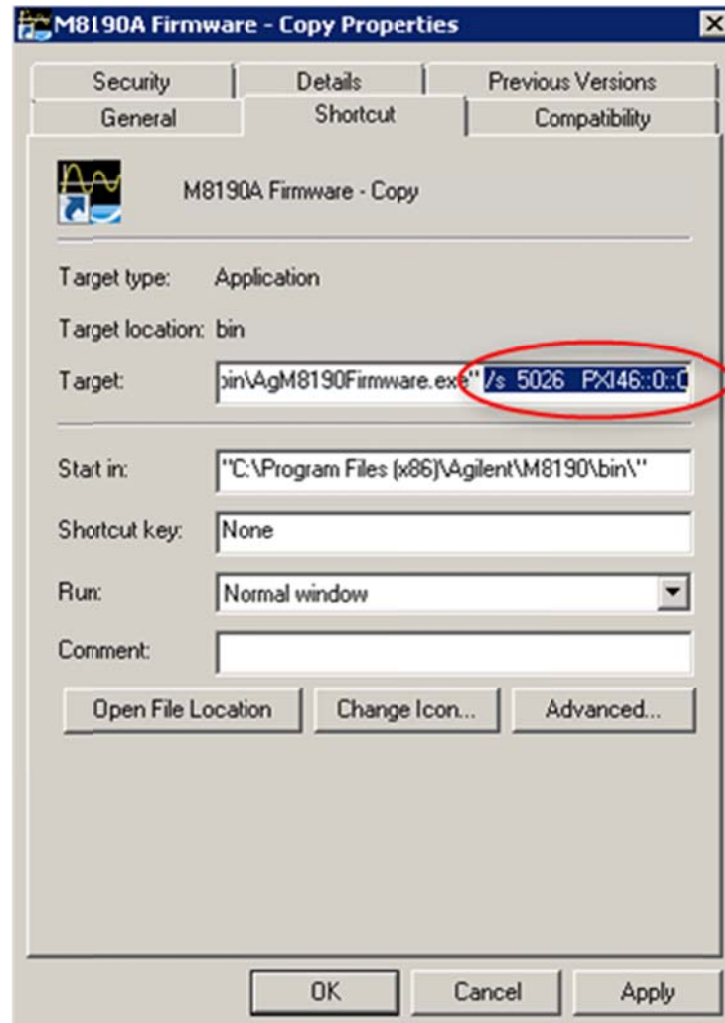 M8190A Firmware - Copy Properties
Security Details Previous Versions
General Shortcut Compatibility
M8190A Firmware - Copy
Target type: Application
Target location: bin
Target: bin\AgM8190Firmware.exe" /s 5026 PXI46::0::0
Start in: "C:\Program Files (x86)\Agilent\M8190\bin\"
Shortcut key: None
Run: Normal window
Comment:
Open File Location Change Icon... Advanced...
OK Cancel Apply